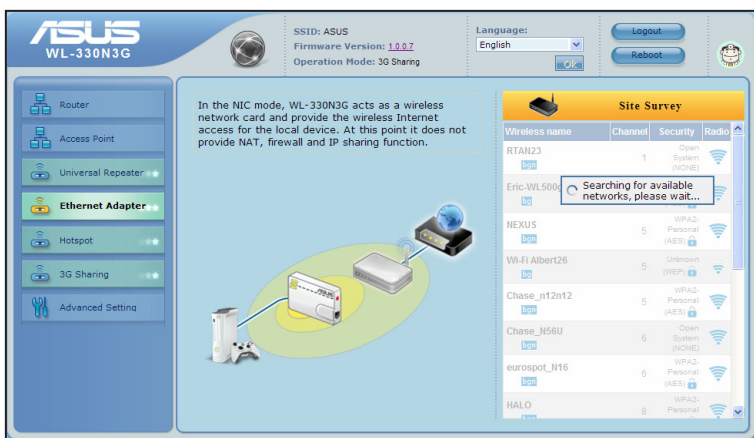 ASUS
WL-330N3G
SSID: ASUS
Firmware Version: 1.0.0.7
Operation Mode: 3G Sharing
Language:
English
Ok
Logout
Reboot
Router
Access Point
Universal Repeater
Ethernet Adapter
Hotspot
3G Sharing
Advanced Setting
In the NIC mode, WL-330N3G acts as a wireless
network card and provide the wireless Internet
access for the local device. At this point it does not
provide NAT, firewall and IP sharing function.
Site Survey
Wireless name Channel Security Radio
RTAN23 1 Open System (NONE)
bgn
Eric-WL500g
bg
Searching for available
networks, please wait...
NEXUS 5 WPA2-Personal (AES)
bgn
Wi-Fi Albert26 5 Unknown (WEP)
bg
Chase_n12n12 5 WPA2-Personal (AES)
bgn
Chase_N56U 6 Open System (NONE)
bgn
eurospot_N16 6 WPA2-Personal (AES)
bgn
HALO 8 WPA2-Personal